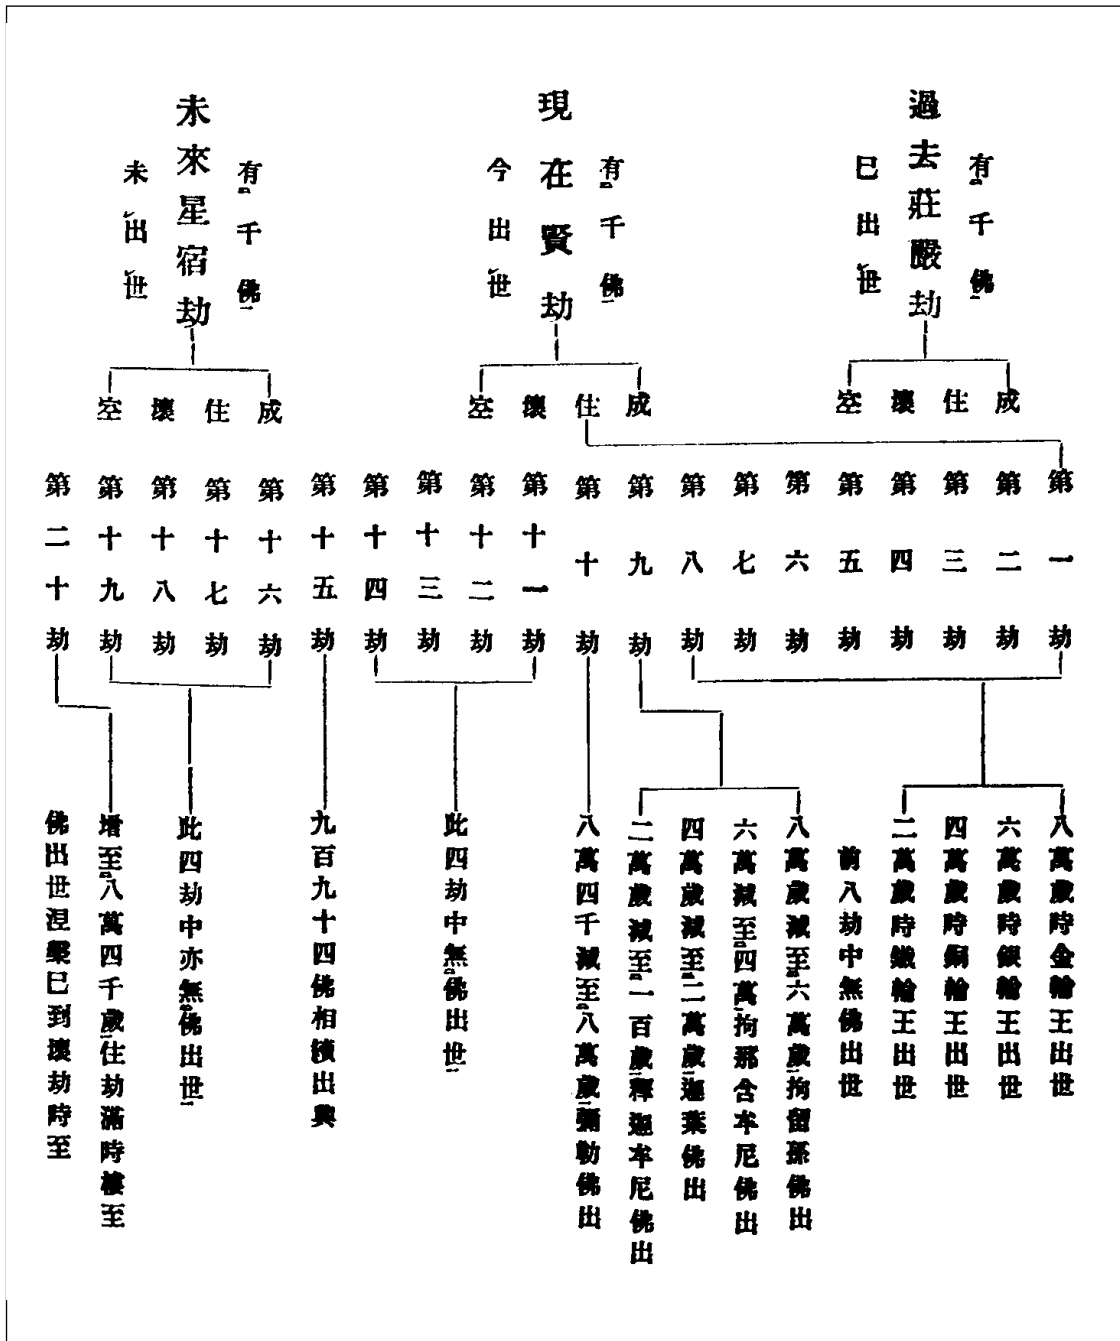 有千佛
過去莊嚴劫
已出世
有千佛
現在賢劫
今出世
有千佛
未來星宿劫
未出世
成
住
壞
空
成
住
壞
空
成
住
壞
空
第一劫
第二劫
第三劫
第四劫
第五劫
第六劫
第七劫
第八劫
第九劫
第十劫
第十一劫
第十二劫
第十三劫
第十四劫
第十五劫
第十六劫
第十七劫
第十八劫
第十九劫
第二十劫
八萬歲時金輪王出世
六萬歲時銀輪王出世
四萬歲時銅輪王出世
二萬歲時鐵輪王出世
前八劫中無佛出世
八萬歲減至六萬歲拘留孫佛出
六萬減至四萬拘那含牟尼佛出
四萬歲減至二萬歲迦葉佛出
二萬歲減至一百歲釋迦牟尼佛出
八萬四千減至八萬歲彌勒佛出
此四劫中無佛出世
九百九十四佛相續出興
此四劫中亦無佛出世
增至八萬四千歲住劫滿時樓至
佛出世涅槃已到壞劫時至